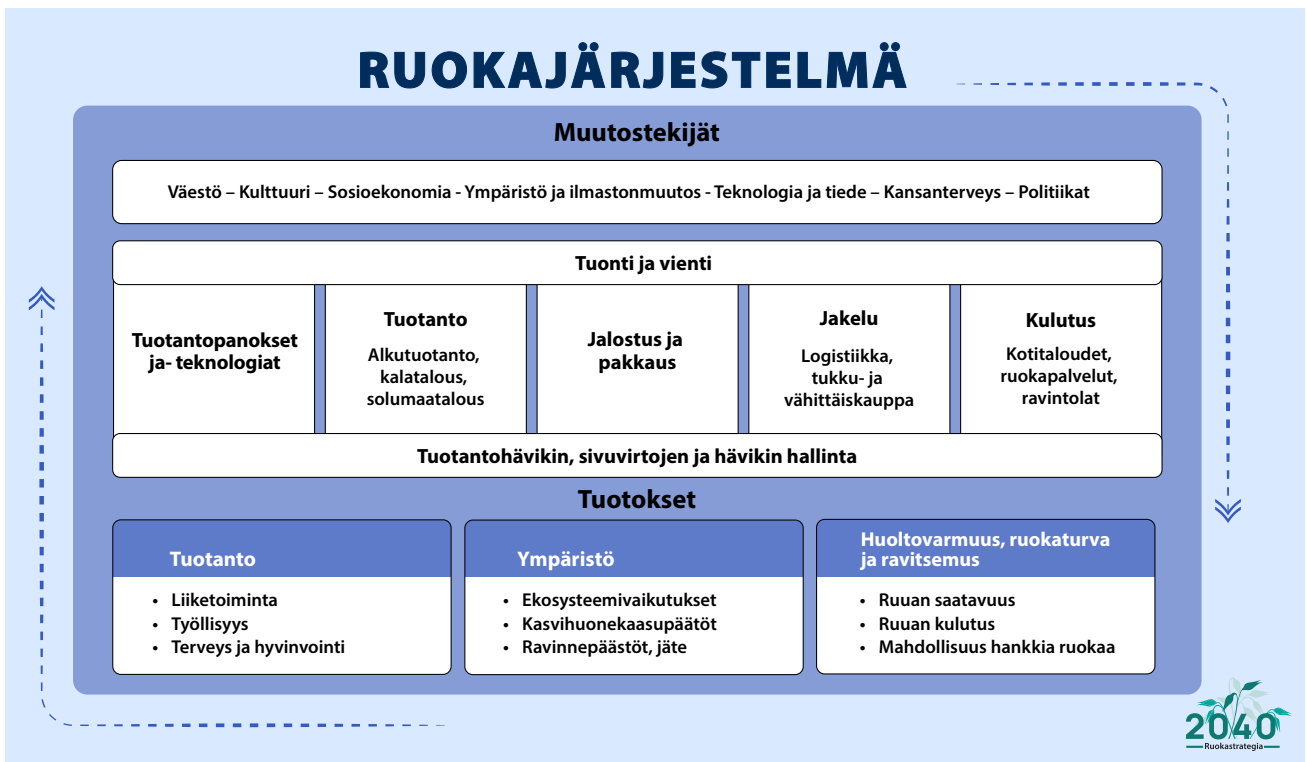 RUOKAJÄRJESTELMÄ
Muutostekijät
Väestö – Kulttuuri – Sosioekonomia - Ympäristö ja ilmastonmuutos - Teknologia ja tiede – Kansanterveys – Politiikat
Tuonti ja vienti
Tuotantopanokset
ja- teknologiat
Tuotanto
Alkutuotanto,
kalatalous,
solumaatalous
Jalostus ja
pakkaus
Jakelu
Logistiikka,
tukku- ja
vähittäiskauppa
Kulutus
Kotitaloudet,
ruokapalvelut,
ravintolat
Tuotantohävikin, sivuvirtojen ja hävikin hallinta
Tuotokset
Tuotanto
• Liiketoiminta
• Työllisyys
• Terveys ja hyvinvointi
Ympäristö
• Ekosysteemivaikutukset
• Kasvihuonekaasupäätöt
• Ravinnepäästöt, jäte
Huoltovarmuus, ruokaturva
ja ravitsemus
• Ruuan saatavuus
• Ruuan kulutus
• Mahdollisuus hankkia ruokaa
2040
Ruokastrategia